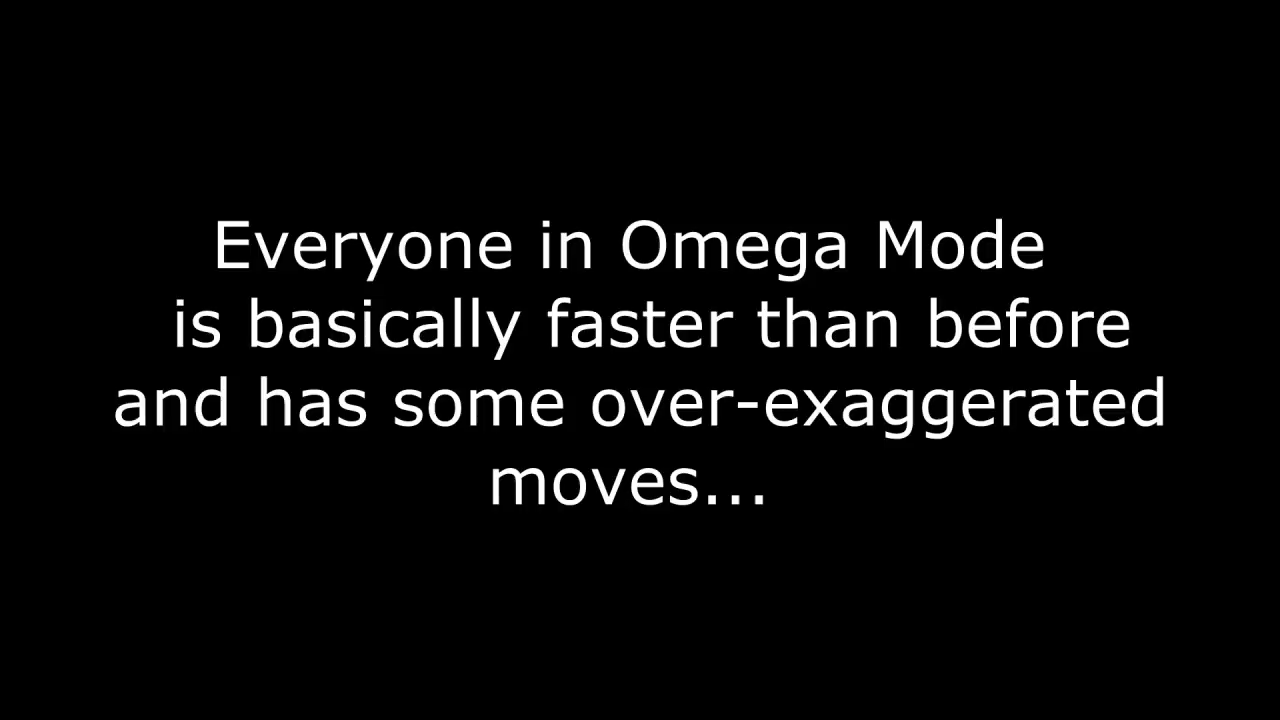 Everyone in Omega Mode
is basically faster than before
and has some over-exaggerated
moves...